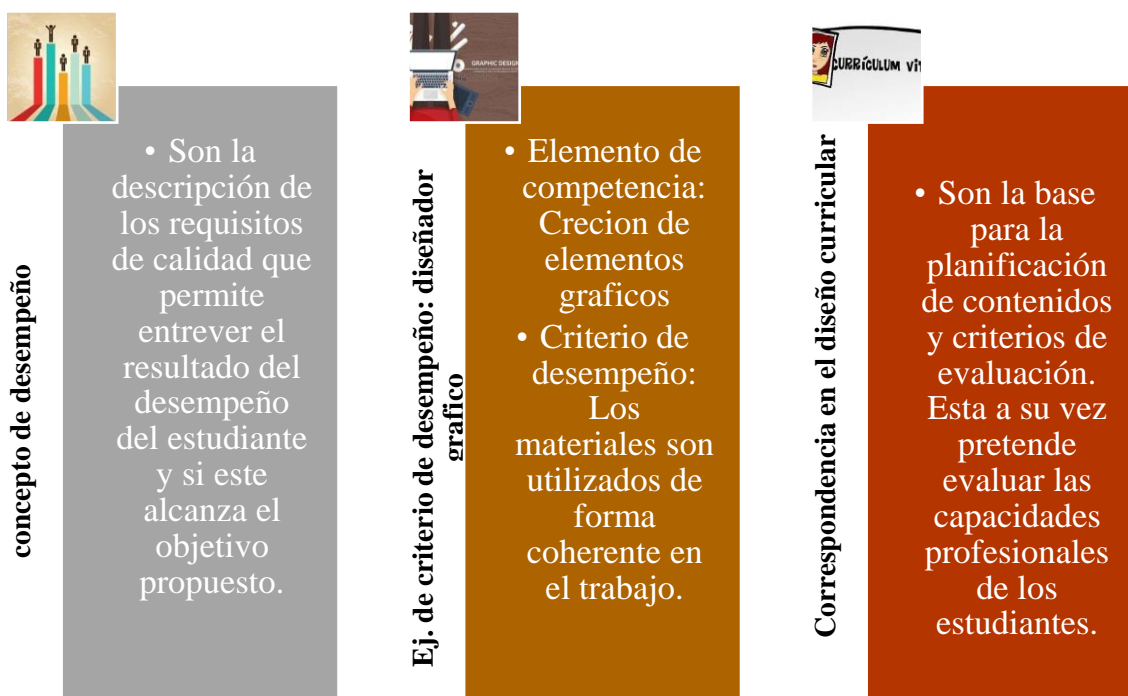 concepto de desempeño
• Son la
descripción de
los requisitos
de calidad que
permite
entrever el
resultado del
desempeño
del estudiante
y si este
alcanza el
objetivo
propuesto.
GRAPHIC DESIGN
Ej. de criterio de desempeño: diseñador
grafico
• Elemento de
competencia:
Crecion de
elementos
graficos
• Criterio de
desempeño:
Los
materiales son
utilizados de
forma
coherente en
el trabajo.
CURRíCULUM
Correspondencia en el diseño curricular
• Son la base
para la
planificación
de contenidos
y criterios de
evaluación.
Esta a su vez
pretende
evaluar las
capacidades
profesionales
de los
estudiantes.